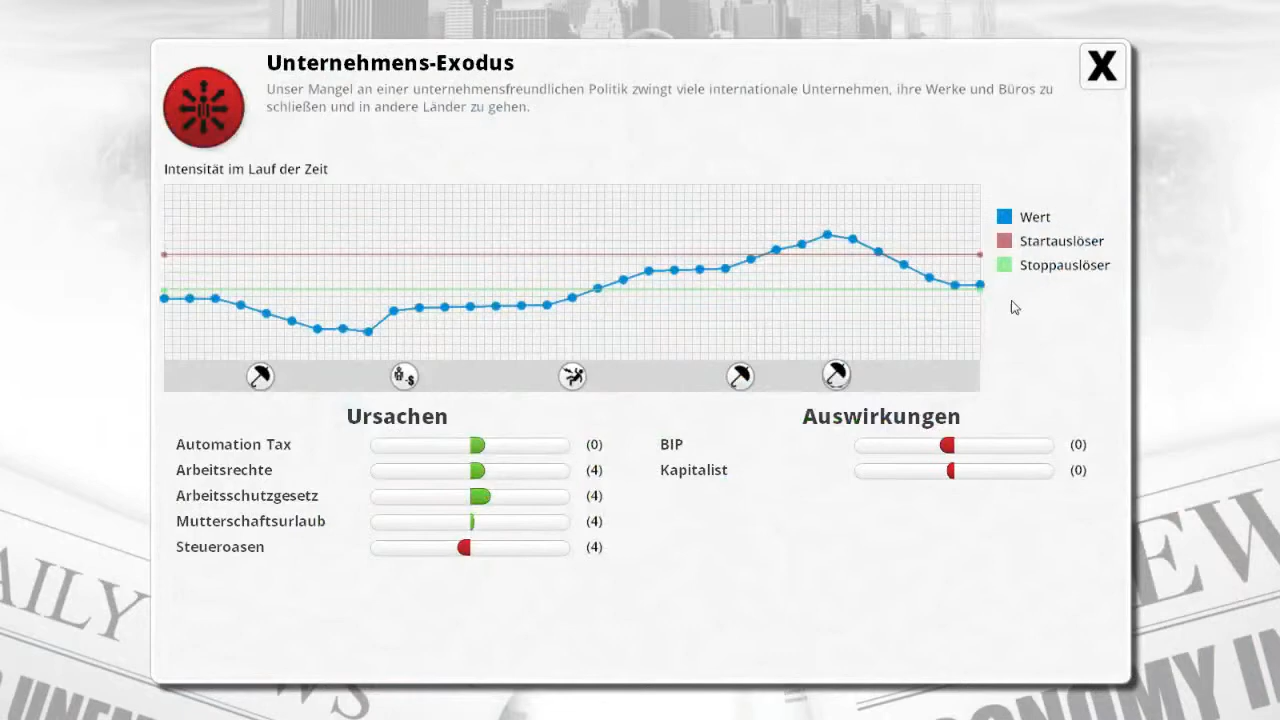 Unternehmens-Exodus
X
Unser Mangel an einer unternehmensfreundlichen Politik zwingt viele internationale Unternehmen, ihre Werke und Büros zu
schließen und in andere Länder zu gehen.
Intensität im Lauf der Zeit
Wert
Startauslöser
Stoppauslöser
Ursachen
Automation Tax (0)
Arbeitsrechte (4)
Arbeitsschutzgesetz (4)
Mutterschaftsurlaub (4)
Steueroasen (4)
Auswirkungen
BIP (0)
Kapitalist (0)